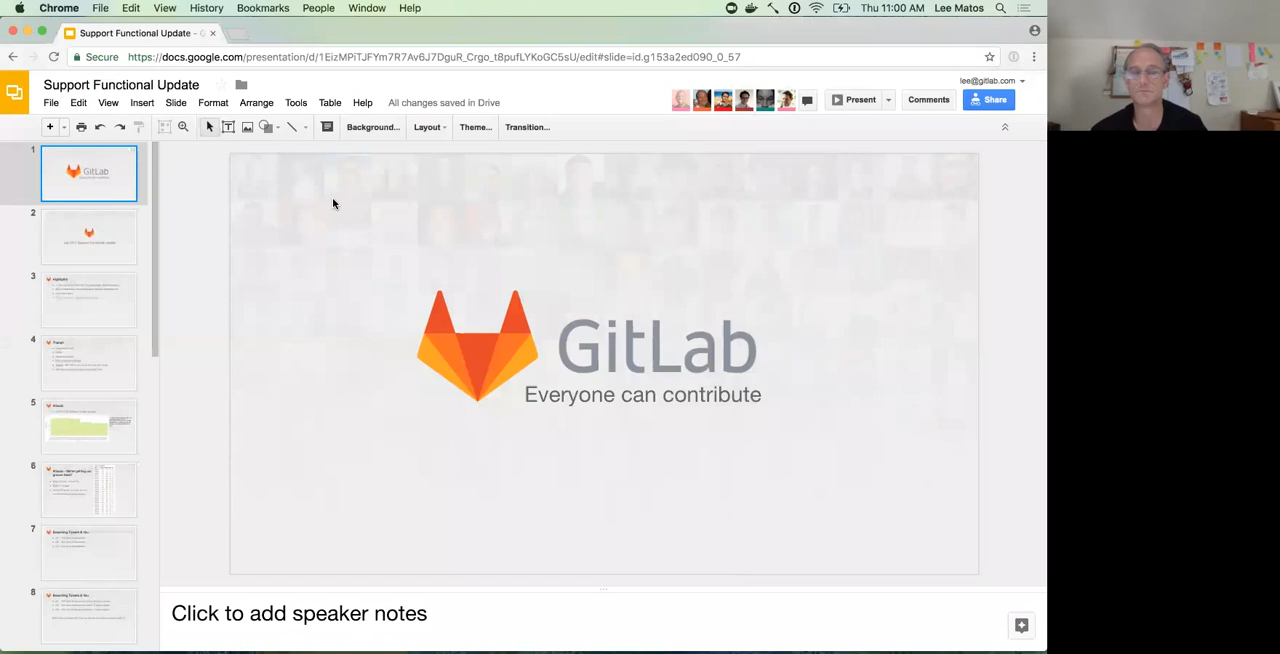 Chrome File Edit View History Bookmarks People Window Help Thu 11:00 AM Lee Matos
Support Functional Update -
Secure https://docs.google.com/presentation/d/1EizMPiTJFYm7R7Av6J7DguR_Crgo_t8pufLYKoGC5sU/edit#slide=id.g153a2ed090_0_57
Support Functional Update
lee@gitlab.com
File Edit View Insert Slide Format Arrange Tools Table Help All changes saved in Drive
Present Comments Share
Background... Layout Theme... Transition...
1
GitLab
2
3
Highlights
4
5
6
7
8
GitLab
Everyone can contribute
Click to add speaker notes